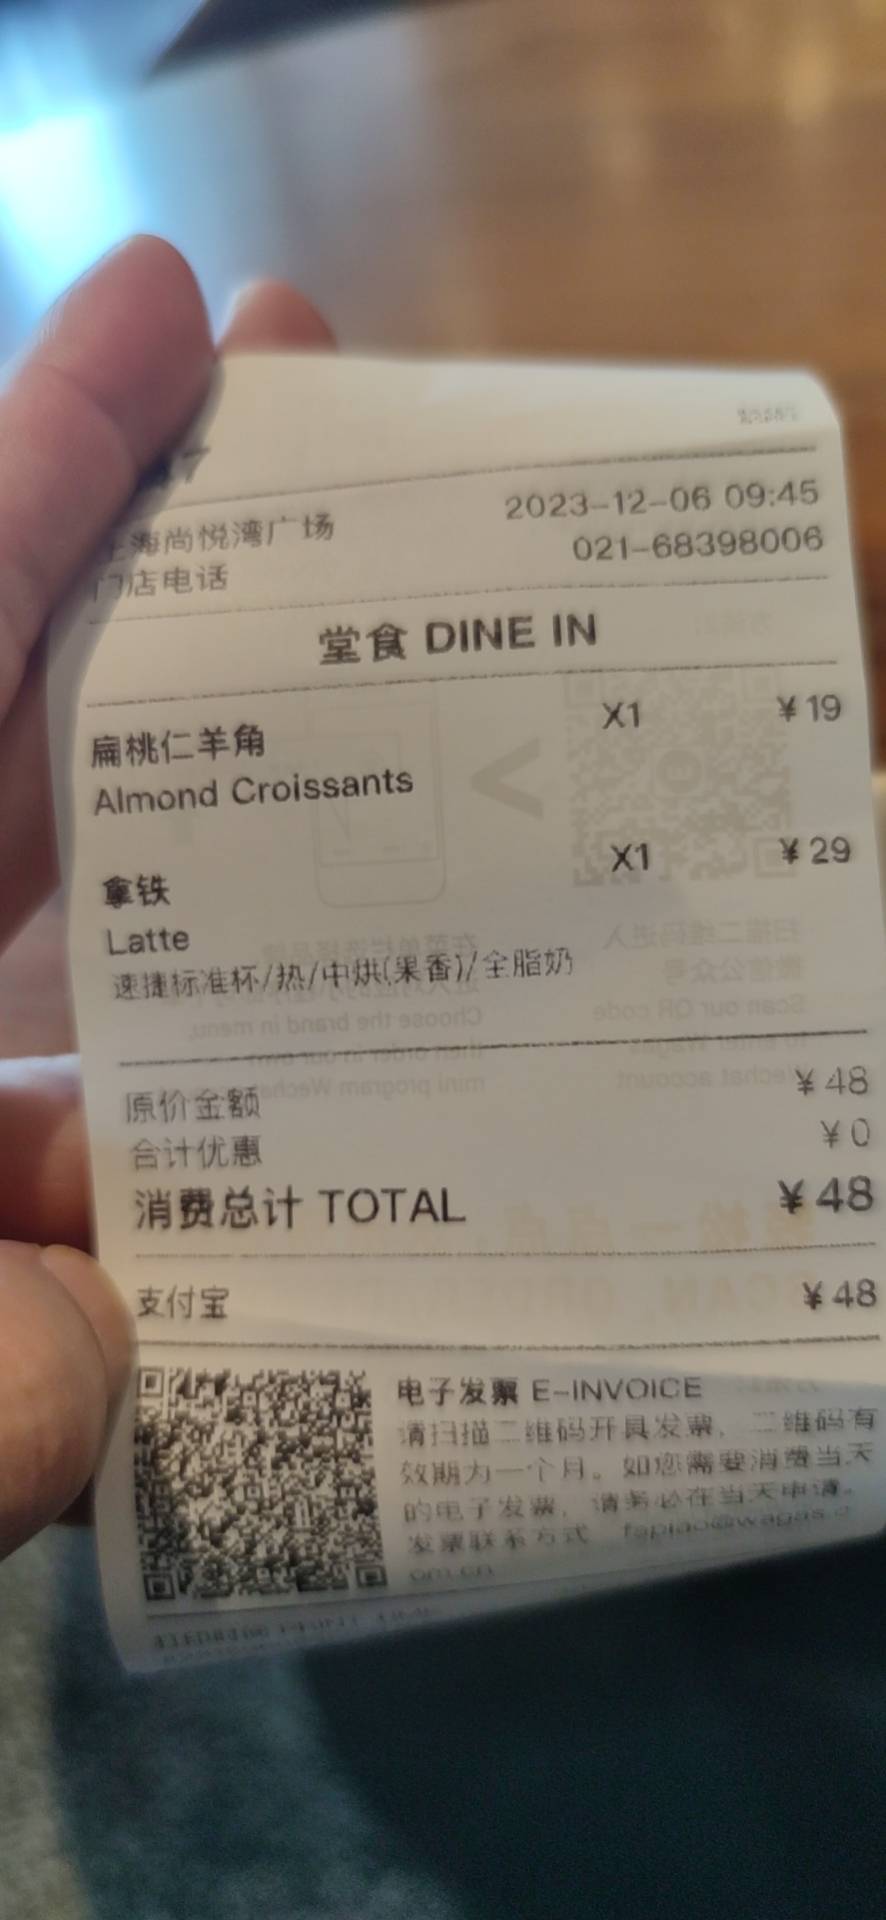 47
上海尚悦湾广场 2023-12-06 09:45
门店电话 021-68398006
堂食 DINE IN
扁桃仁羊角 X1 ¥19
Almond Croissants
拿铁 X1 ¥29
Latte
速捷标准杯/热/中烘(果香)/全脂奶
原价金额 ¥48
合计优惠 ¥0
消费总计 TOTAL ¥48
支付宝 ¥48
电子发票 E-INVOICE
请扫描二维码开具发票，二维码有
效期为一个月。如您需要消费当天
的电子发票，请务必在当天申请。
发票联系方式 fapiao@wagas.c
om.cn